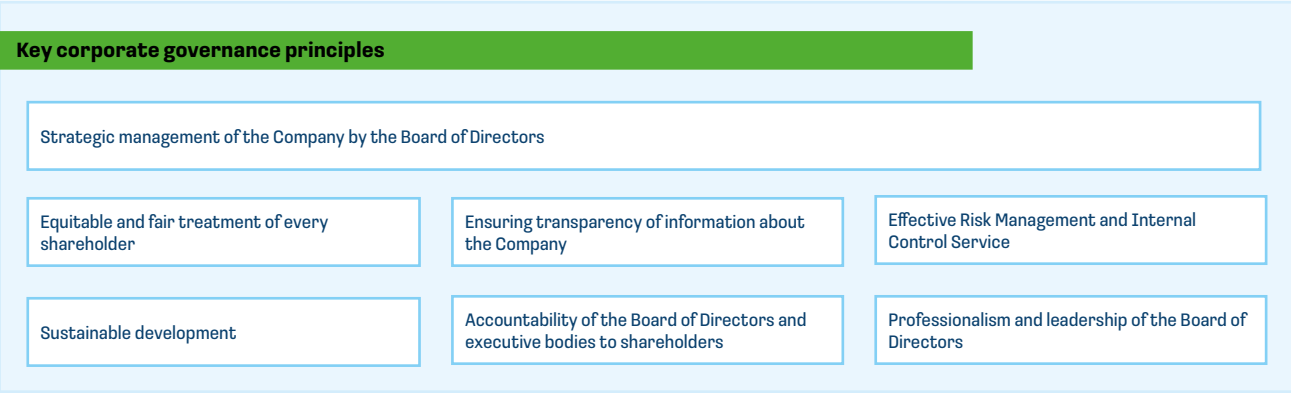 Key corporate governance principles
Strategic management of the Company by the Board of Directors
Equitable and fair treatment of every
shareholder
Ensuring transparency of information about
the Company
Effective Risk Management and Internal
Control Service
Sustainable development
Accountability of the Board of Directors and
executive bodies to shareholders
Professionalism and leadership of the Board of
Directors